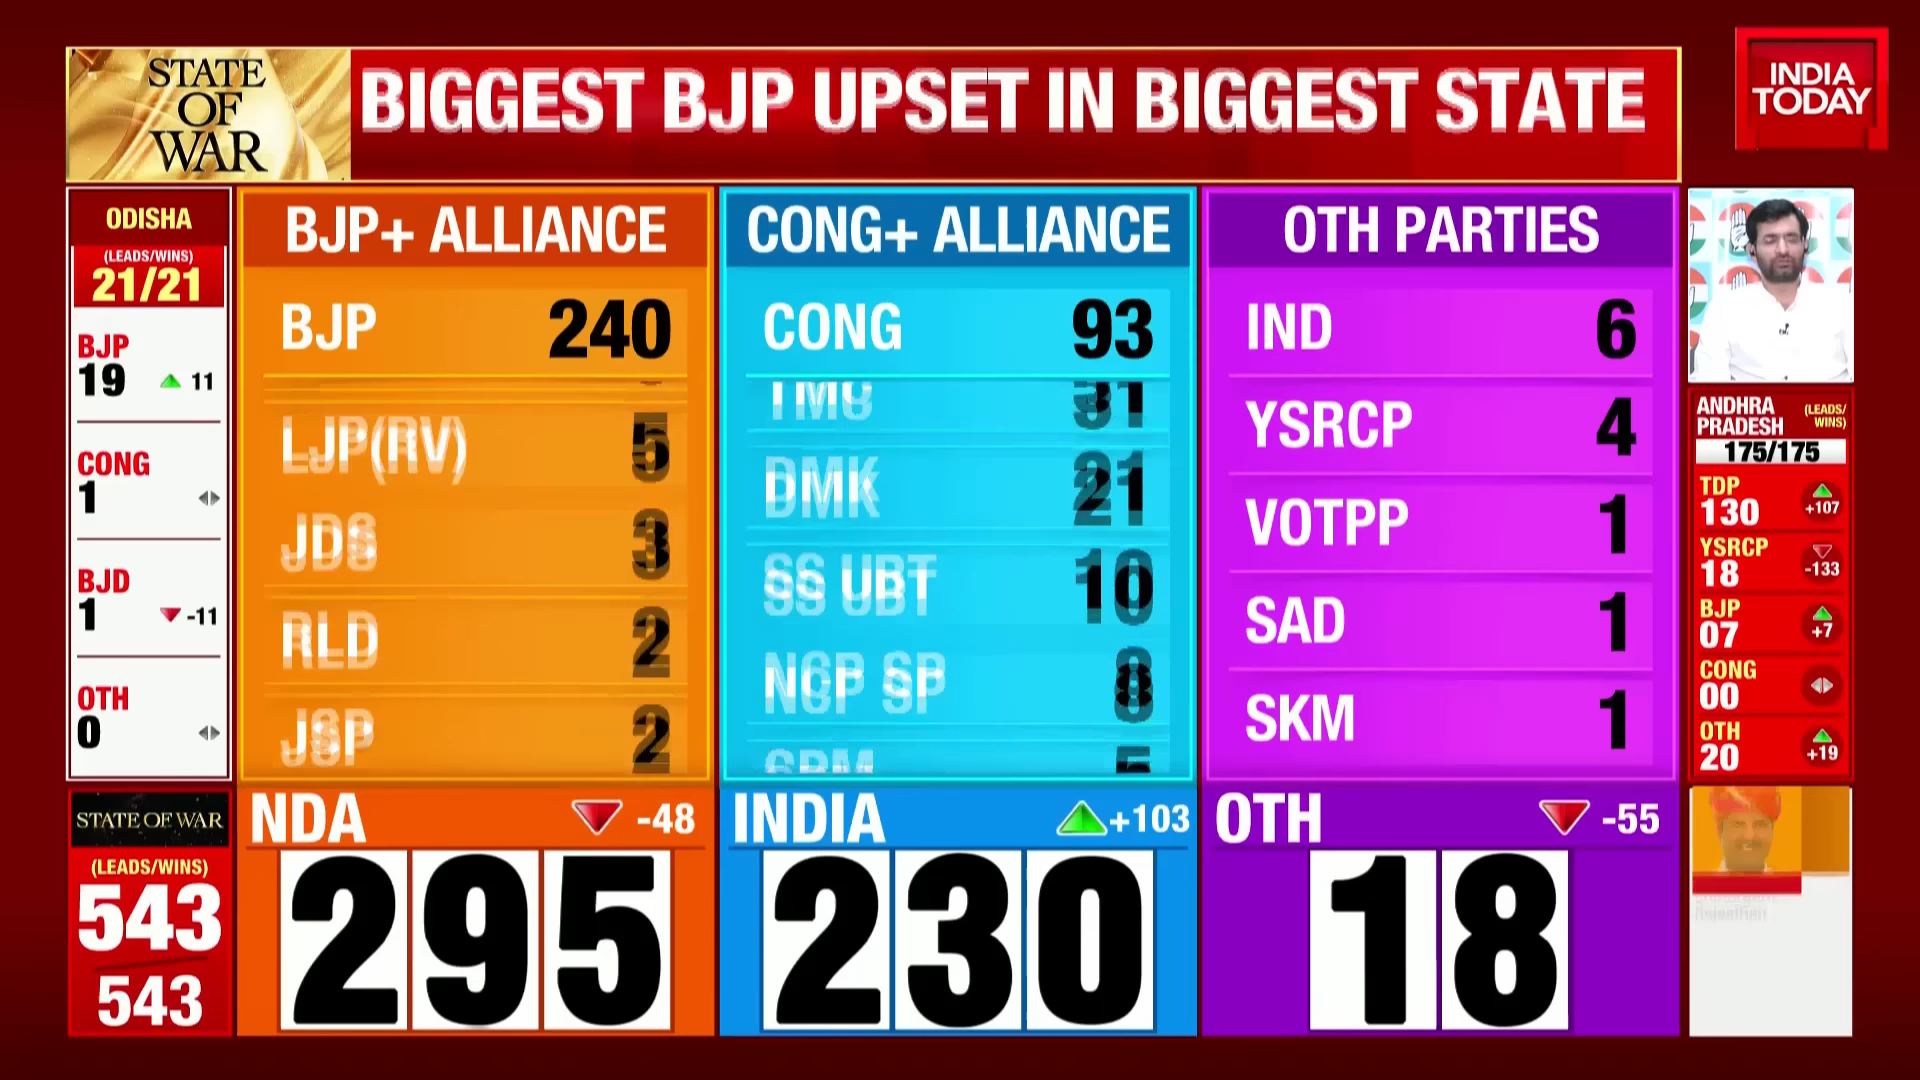 STATE
OF
WAR
BIGGEST BJP UPSET IN BIGGEST STATE
INDIA
TODAY
ODISHA
(LEADS/WINS)
21/21
BJP
19 11
CONG
1
BJD
1 -11
OTH
0
BJP+ ALLIANCE
BJP 240
LJP(RV) 5
JDS 3
RLD 2
JSP 2
CONG+ ALLIANCE
CONG 93
TMC 31
DMK 21
SS UBT 10
NCP SP 8
5
OTH PARTIES
IND 6
YSRCP 4
VOTPP 1
SAD 1
SKM 1
ANDHRA
PRADESH
(LEADS/
WINS)
175/175
TDP
130 +107
YSRCP
18 -133
BJP
07 +7
CONG
00
OTH
20 +19
STATE OF WAR
(LEADS/WINS)
543
543
NDA -48
295
INDIA +103
230
OTH -55
18